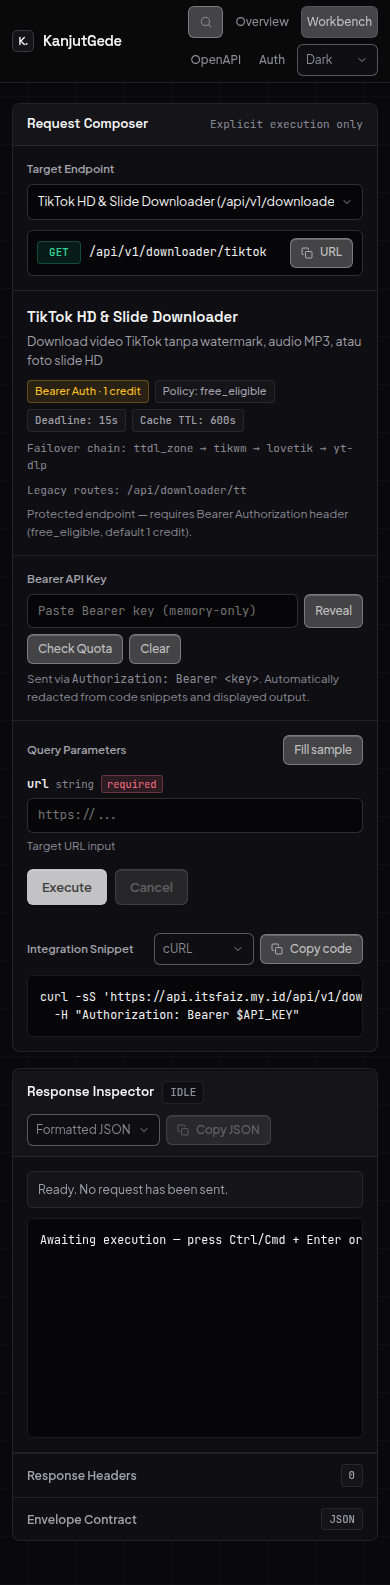 K. KanjutGede
Overview Workbench
OpenAPI Auth Dark
Request Composer Explicit execution only
Target Endpoint
TikTok HD & Slide Downloader (/api/v1/downloade
GET /api/v1/downloader/tiktok URL
TikTok HD & Slide Downloader
Download video TikTok tanpa watermark, audio MP3, atau
foto slide HD
Bearer Auth · 1 credit Policy: free_eligible
Deadline: 15s Cache TTL: 600s
Failover chain: ttdl_zone → tikwm → lovetik → yt-
dlp
Legacy routes: /api/downloader/tt
Protected endpoint — requires Bearer Authorization header
(free_eligible, default 1 credit).
Bearer API Key
Paste Bearer key (memory-only) Reveal
Check Quota Clear
Sent via Authorization: Bearer <key>. Automatically
redacted from code snippets and displayed output.
Query Parameters Fill sample
url string required
https://...
Target URL input
Execute Cancel
Integration Snippet cURL Copy code
curl -sS 'https://api.itsfaiz.my.id/api/v1/dow
-H "Authorization: Bearer $API_KEY"
Response Inspector IDLE
Formatted JSON Copy JSON
Ready. No request has been sent.
Awaiting execution — press Ctrl/Cmd + Enter or
Response Headers 0
Envelope Contract JSON